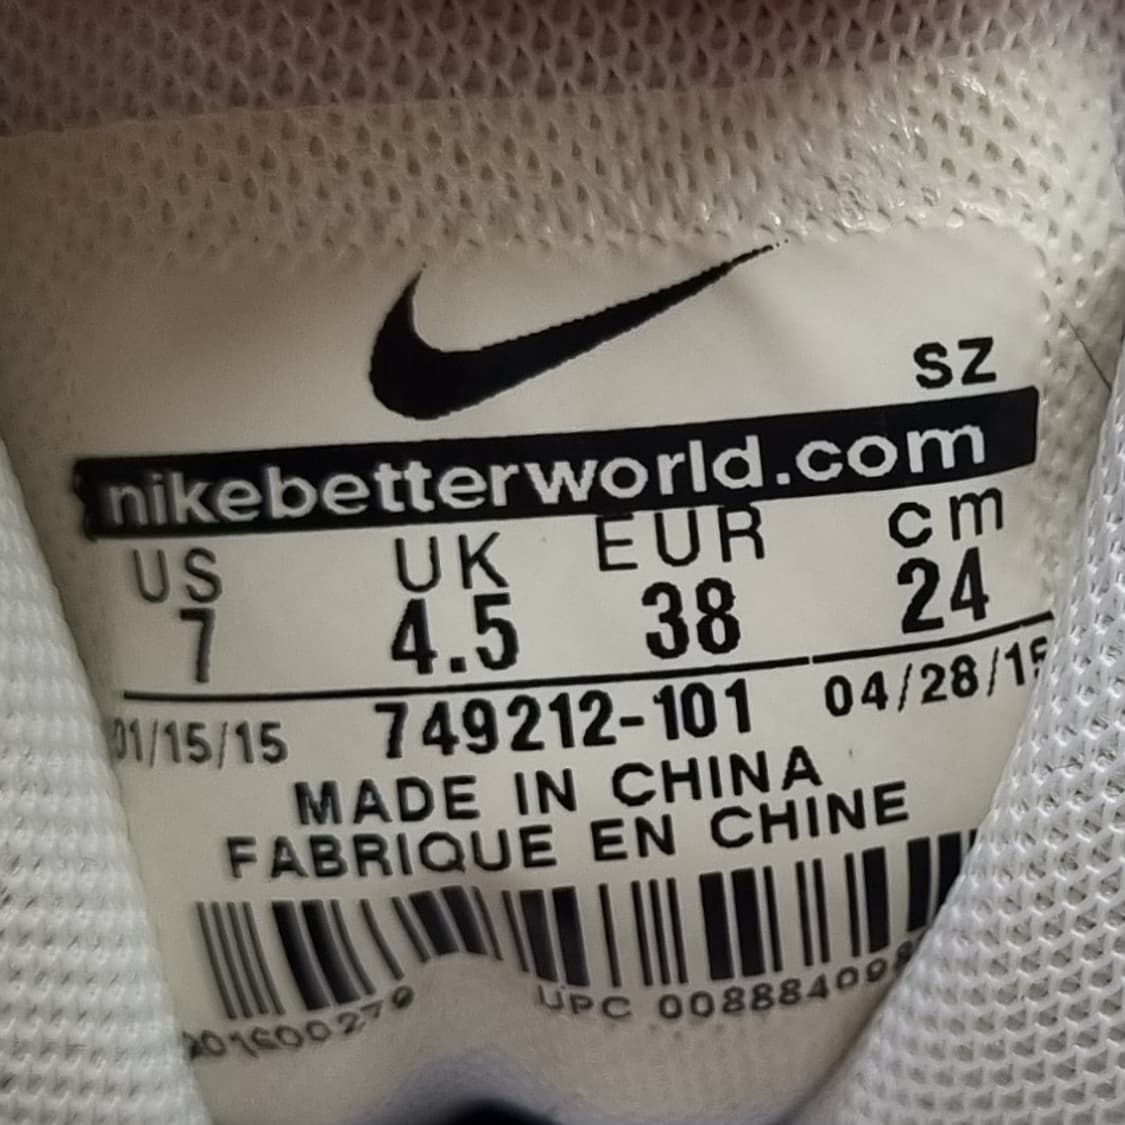 SZ
nikebetterworld.com
US UK EUR cm
7 4.5 38 24
01/15/15 749212-101 04/28/15
MADE IN CHINA
FABRIQUE EN CHINE
UPC